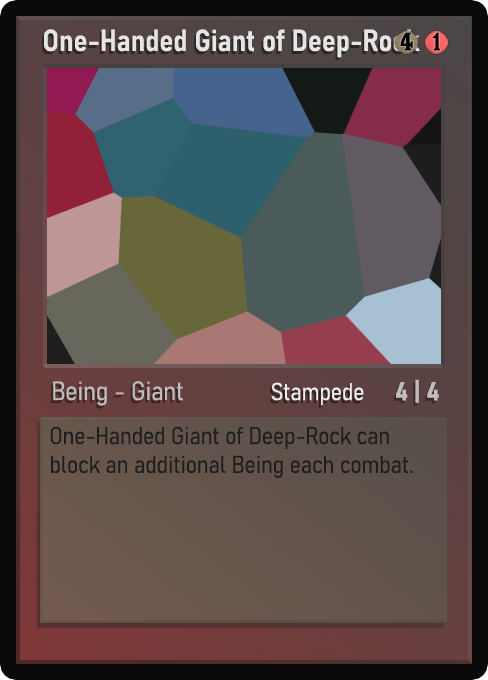 One-Handed Giant of Deep-Rock 4 1
Being - Giant Stampede 4|4
One-Handed Giant of Deep-Rock can
block an additional Being each combat.